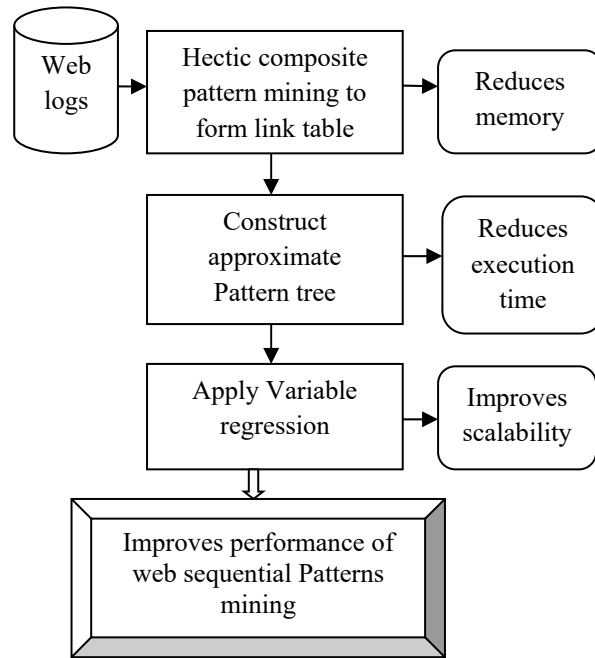 Web
logs
Hectic composite
pattern mining to
form link table
Reduces
memory
Construct
approximate
Pattern tree
Reduces
execution
time
Apply Variable
regression
Improves
scalability
Improves performance of
web sequential Patterns
mining